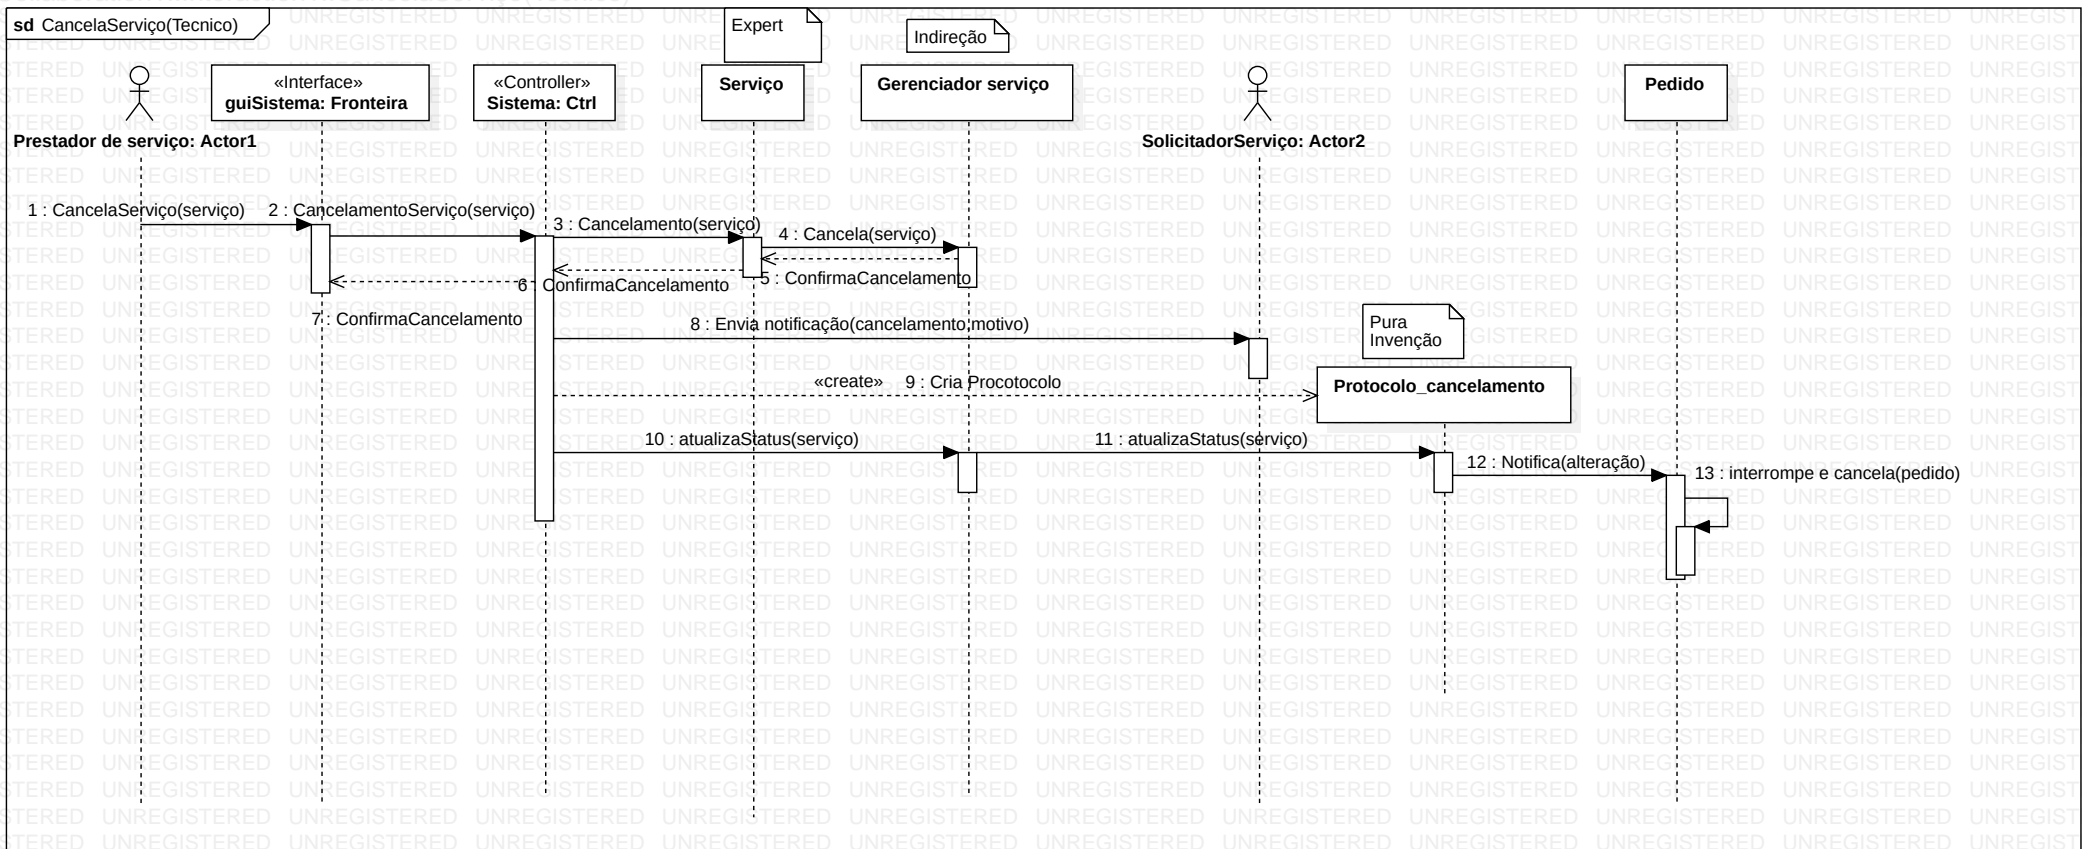 sd CancelaServiço(Tecnico)
Expert
Indireção
«Interface»
guiSistema: Fronteira
«Controller»
Sistema: Ctrl
Serviço
Gerenciador serviço
Pedido
Prestador de serviço: Actor1
SolicitadorServiço: Actor2
1 : CancelaServiço(serviço)
2 : CancelamentoServiço(serviço)
3 : Cancelamento(serviço)
4 : Cancela(serviço)
5 : ConfirmaCancelamento
6 : ConfirmaCancelamento
7 : ConfirmaCancelamento
8 : Envia notificação(cancelamento,motivo)
Pura
Invenção
«create» 9 : Cria Procotocolo
Protocolo_cancelamento
10 : atualizaStatus(serviço)
11 : atualizaStatus(serviço)
12 : Notifica(alteração)
13 : interrompe e cancela(pedido)
UNREGISTERED